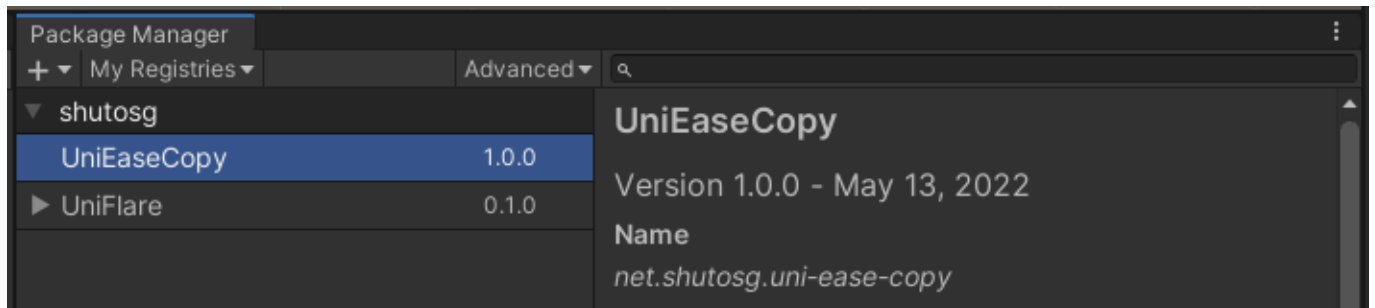 Package Manager
+ My Registries Advanced
shutosg
UniEaseCopy 1.0.0
UniFlare 0.1.0
UniEaseCopy
Version 1.0.0 - May 13, 2022
Name
net.shutosg.uni-ease-copy